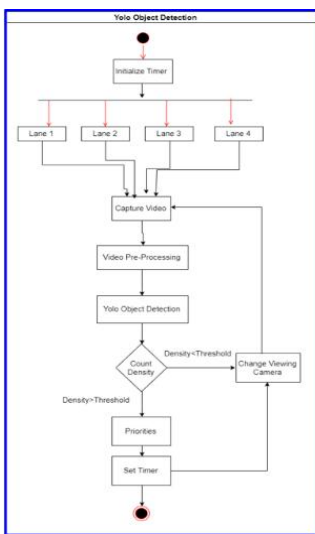 Yolo Object Detection
Initialize Timer
Lane 1
Lane 2
Lane 3
Lane 4
Capture Video
Video Pre-Processing
Yolo Object Detection
Count
Density
Density<Threshold
Change Viewing
Camera
Density>Threshold
Priorities
Set Timer